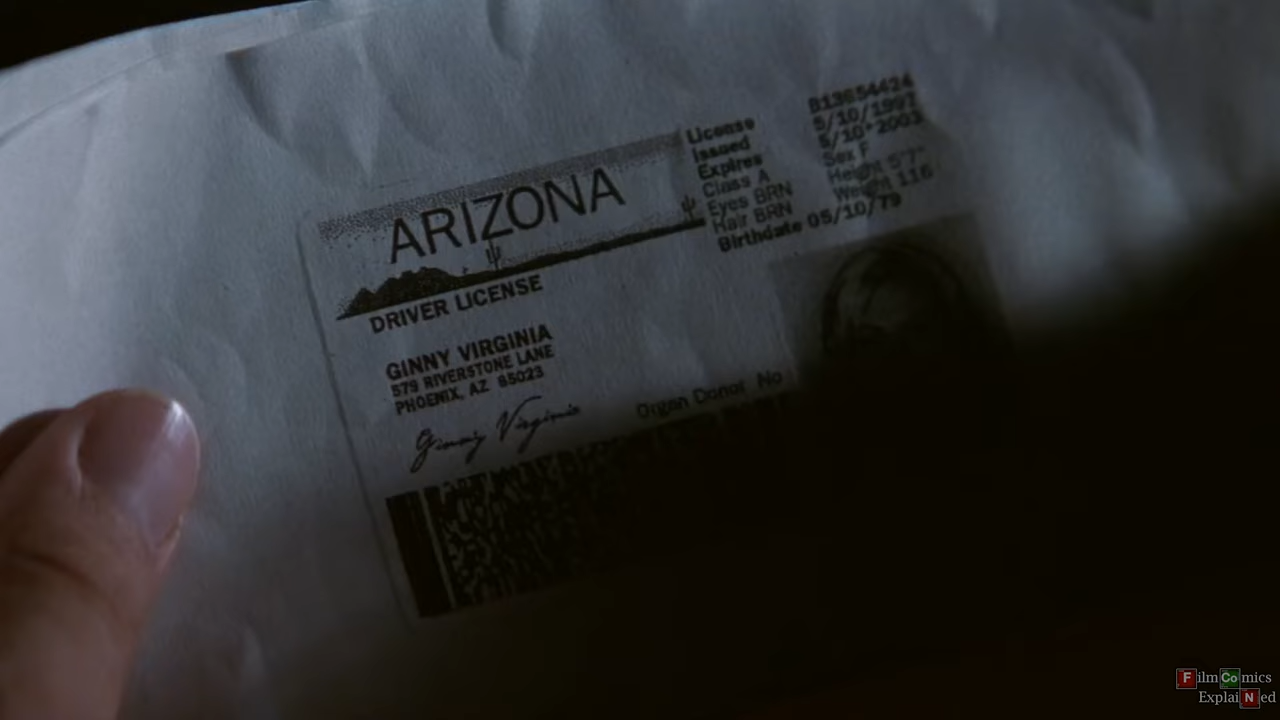 ARIZONA
DRIVER LICENSE
GINNY VIRGINIA
579 RIVERSTONE LANE
PHOENIX, AZ 85023
Ginny Virginia
Organ Donor No
License B13654424
Issued 5/10/1997
Expires 5/10*2003
Class A Sex F
Eyes BRN Height 5'7"
Hair BRN Weight 116
Birthdate 05/10/79
FilmComics
ExplaiNed